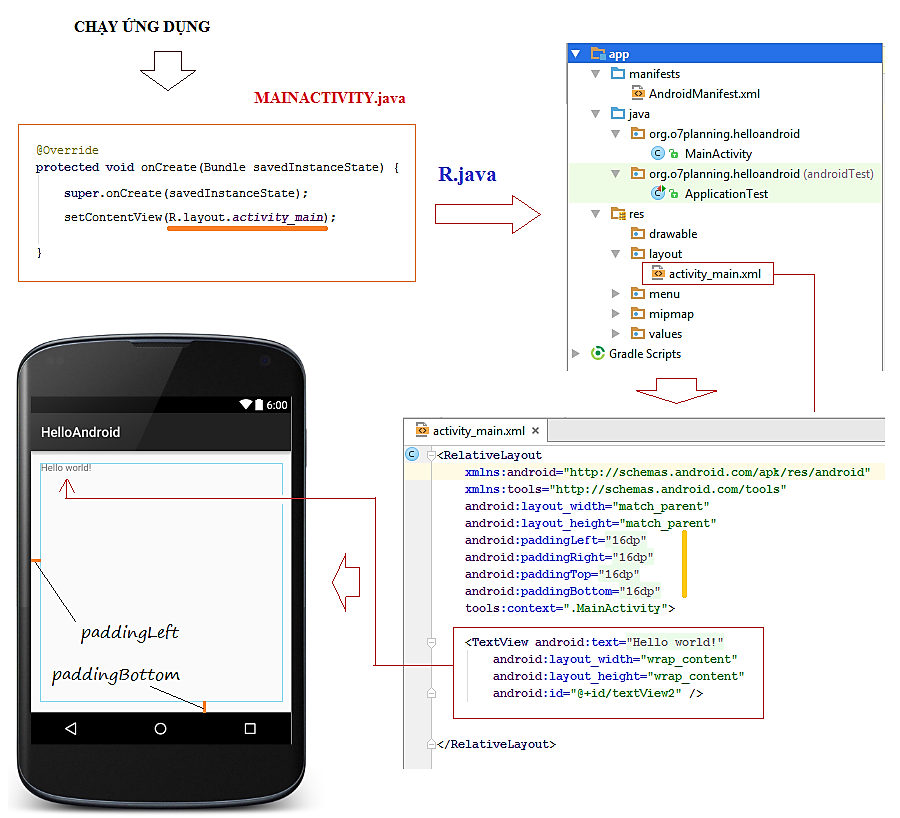 CHẠY ỨNG DỤNG
MAINACTIVITY.java
@Override
protected void onCreate(Bundle savedInstanceState) {
super.onCreate(savedInstanceState);
setContentView(R.layout.activity_main);
}
R.java
app
manifests
AndroidManifest.xml
java
org.o7planning.helloandroid
MainActivity
org.o7planning.helloandroid (androidTest)
ApplicationTest
res
drawable
layout
activity_main.xml
menu
mipmap
values
Gradle Scripts
activity_main.xml
<RelativeLayout
xmlns:android="http://schemas.android.com/apk/res/android"
xmlns:tools="http://schemas.android.com/tools"
android:layout_width="match_parent"
android:layout_height="match_parent"
android:paddingLeft="16dp"
android:paddingRight="16dp"
android:paddingTop="16dp"
android:paddingBottom="16dp"
tools:context=".MainActivity">
<TextView android:text="Hello world!"
android:layout_width="wrap_content"
android:layout_height="wrap_content"
android:id="@+id/textView2" />
</RelativeLayout>
6:00
HelloAndroid
Hello world!
paddingLeft
paddingBottom